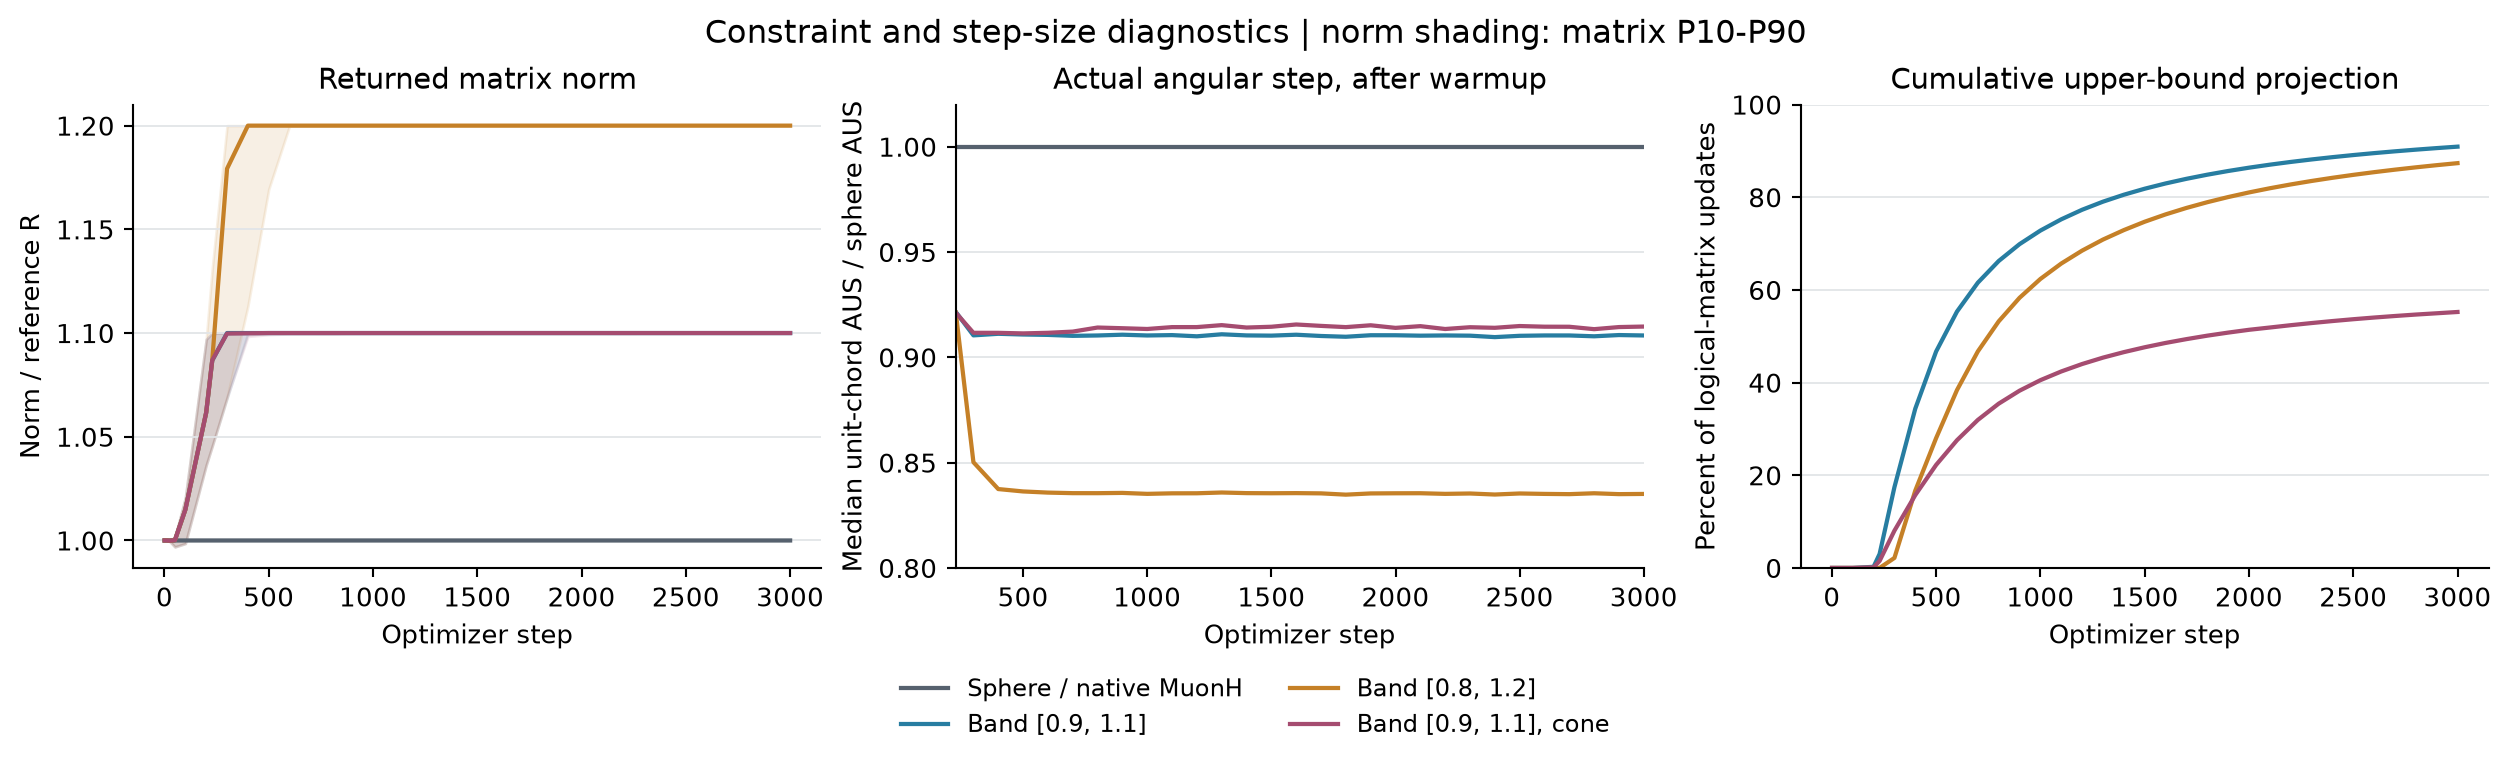 Constraint and step-size diagnostics | norm shading: matrix P10-P90
Returned matrix norm
Norm / reference R
1.20
1.15
1.10
1.05
1.00
0
500
1000
1500
2000
2500
3000
Optimizer step
Actual angular step, after warmup
Median unit-chord AUS / sphere AUS
1.00
0.95
0.90
0.85
0.80
500
1000
1500
2000
2500
3000
Optimizer step
Cumulative upper-bound projection
Percent of logical-matrix updates
100
80
60
40
20
0
0
500
1000
1500
2000
2500
3000
Optimizer step
Sphere / native MuonH
Band [0.9, 1.1]
Band [0.8, 1.2]
Band [0.9, 1.1], cone